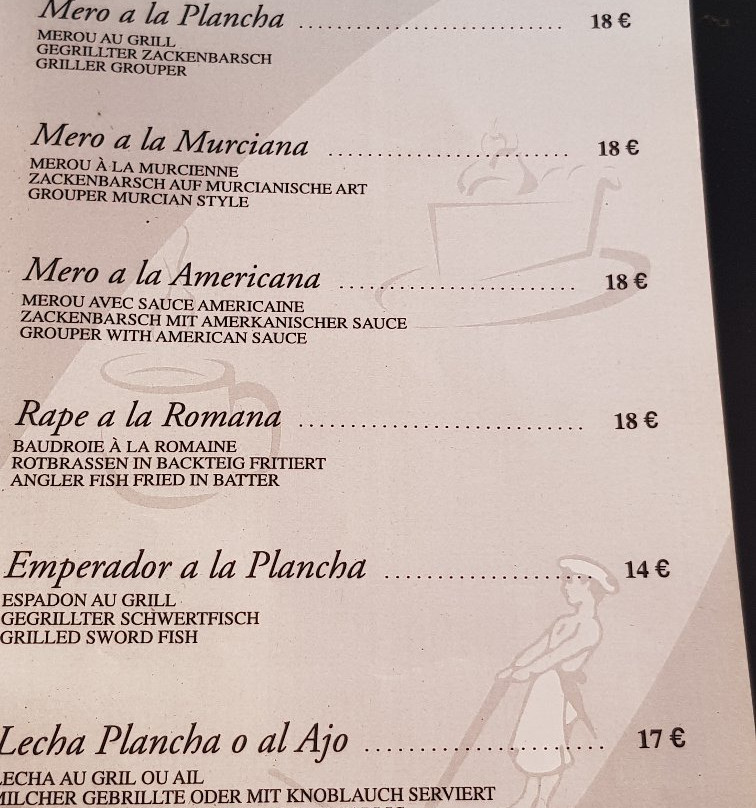 Mero a la Plancha .................................... 18 €
MEROU AU GRILL
GEGRILLTER ZACKENBARSCH
GRILLER GROUPER
Mero a la Murciana ................................ 18 €
MEROU À LA MURCIENNE
ZACKENBARSCH AUF MURCIANISCHE ART
GROUPER MURCIAN STYLE
Mero a la Americana .............................. 18 €
MEROU AVEC SAUCE AMERICAINE
ZACKENBARSCH MIT AMERKANISCHER SAUCE
GROUPER WITH AMERICAN SAUCE
Rape a la Romana .................................. 18 €
BAUDROIE À LA ROMAINE
ROTBRASSEN IN BACKTEIG FRITIERT
ANGLER FISH FRIED IN BATTER
Emperador a la Plancha ......................... 14 €
ESPADON AU GRILL
GEGRILLTER SCHWERTFISCH
GRILLED SWORD FISH
Lecha Plancha o al Ajo ............................ 17 €
LECHA AU GRIL OU AIL
MILCHER GEBRILLTE ODER MIT KNOBLAUCH SERVIERT